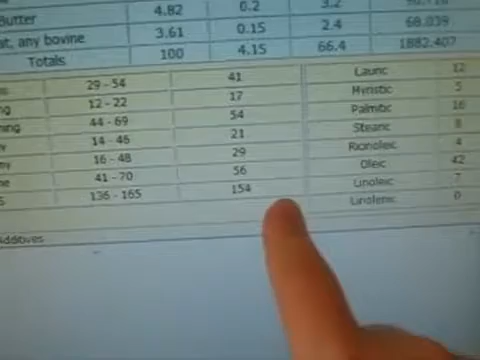 Butter 4.82 0.2 3.2
at, any bovine 3.61 0.15 2.4 68.039
Totals 100 4.15 66.4 1882.407
29 - 54 41 Lauric 12
12 - 22 17 Myristic 5
44 - 69 54 Palmitic 16
14 - 46 21 Stearic 8
16 - 48 29 Ricinoleic 4
41 - 70 56 Oleic 42
136 - 165 154 Linoleic 7
Linolenic 0
Additives